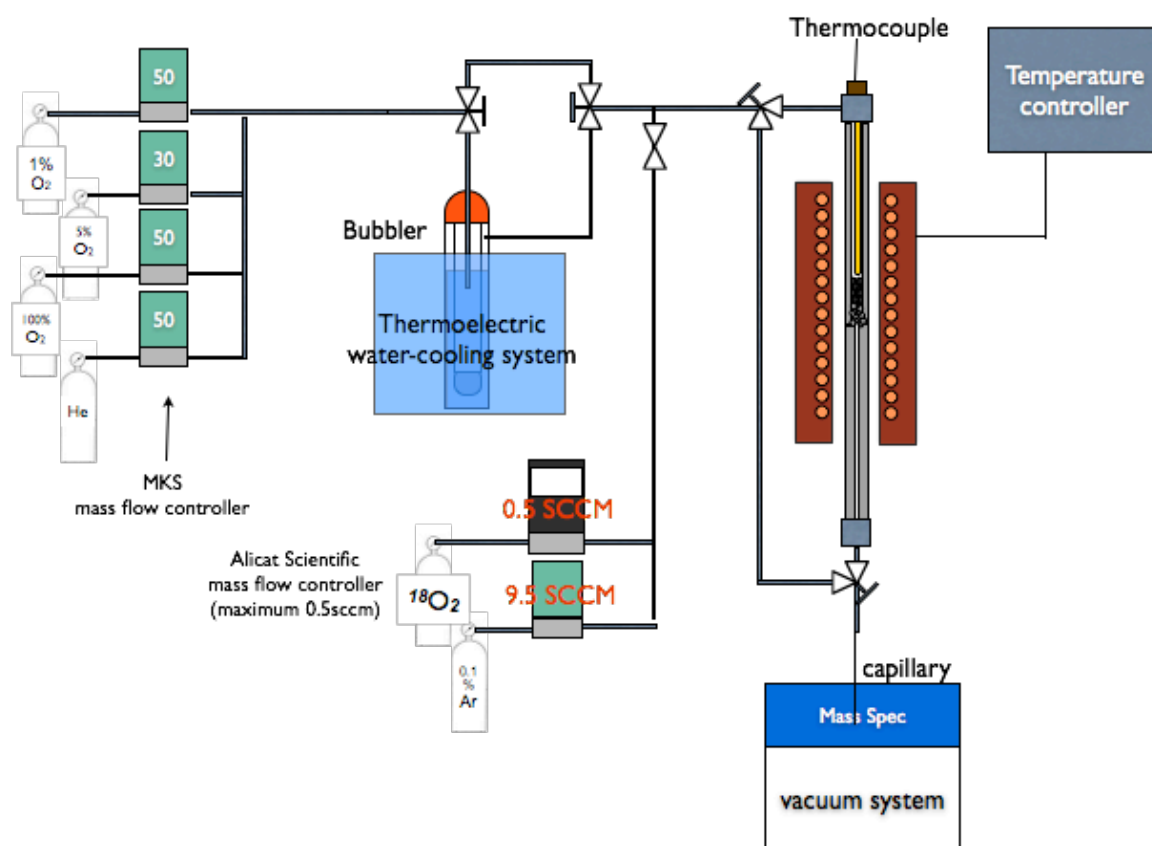 Thermocouple
Temperature
controller
50
1%
O₂
30
5%
O₂
50
100%
O₂
50
He
MKS
mass flow controller
Bubbler
Thermoelectric
water-cooling system
0.5 SCCM
Alicat Scientific
mass flow controller
(maximum 0.5sccm)
¹⁸O₂
9.5 SCCM
0.1
%
Ar
capillary
Mass Spec
vacuum system